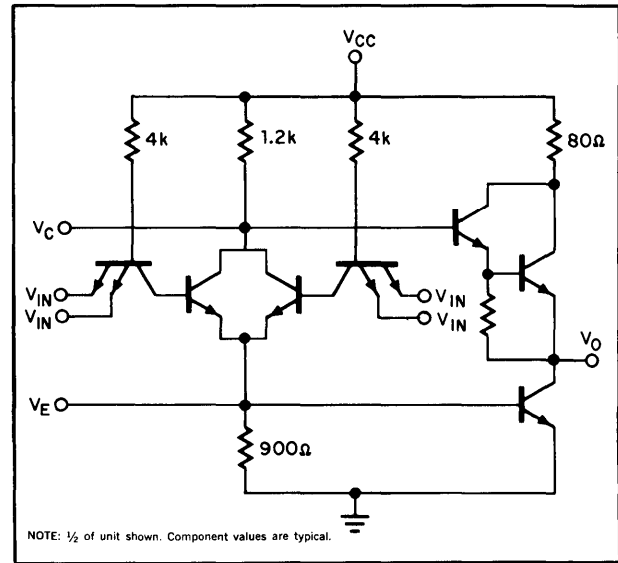 VCC
4k
1.2k
4k
80Ω
VC
VIN
VIN
VIN
VIN
VO
VE
900Ω
NOTE: ½ of unit shown. Component values are typical.